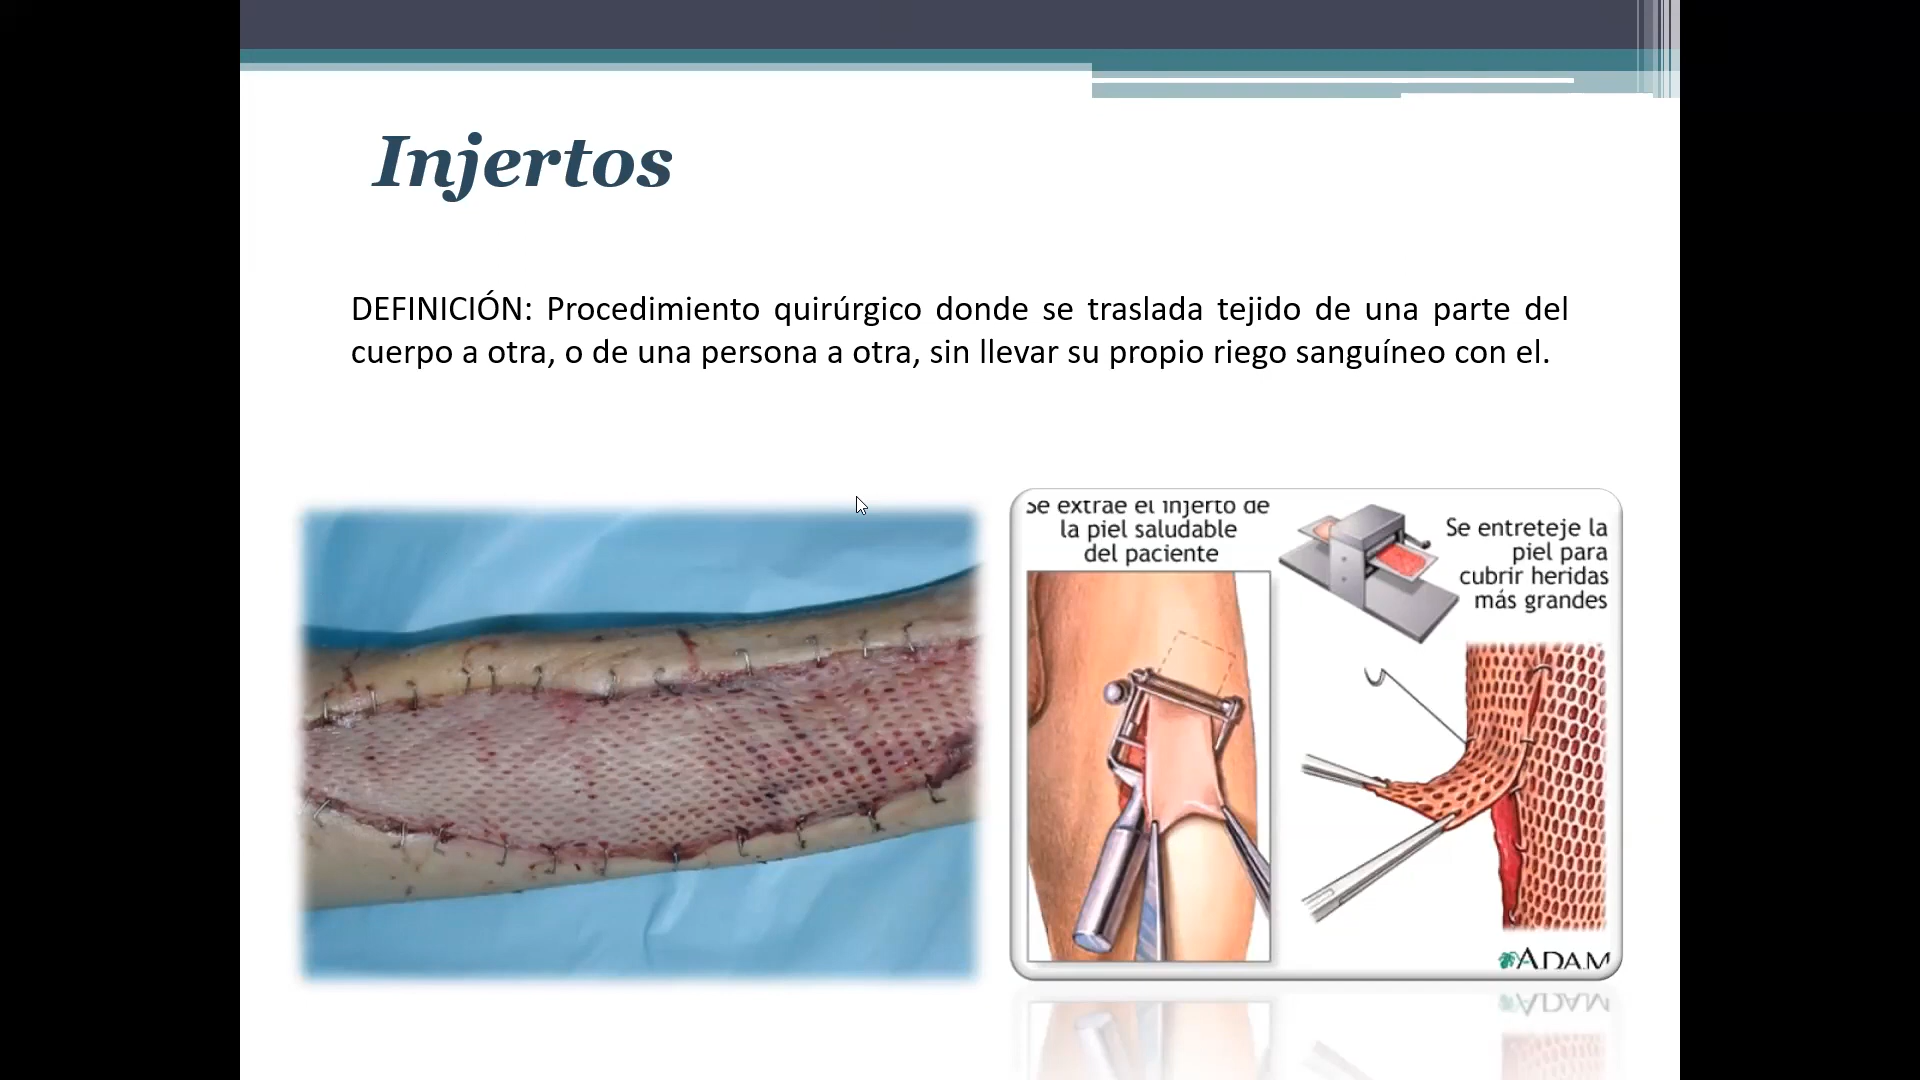 Injertos
DEFINICIÓN: Procedimiento quirúrgico donde se traslada tejido de una parte del
cuerpo a otra, o de una persona a otra, sin llevar su propio riego sanguíneo con el.
Se extrae el injerto de
la piel saludable
del paciente
Se entreteje la
piel para
cubrir heridas
más grandes
ADAM